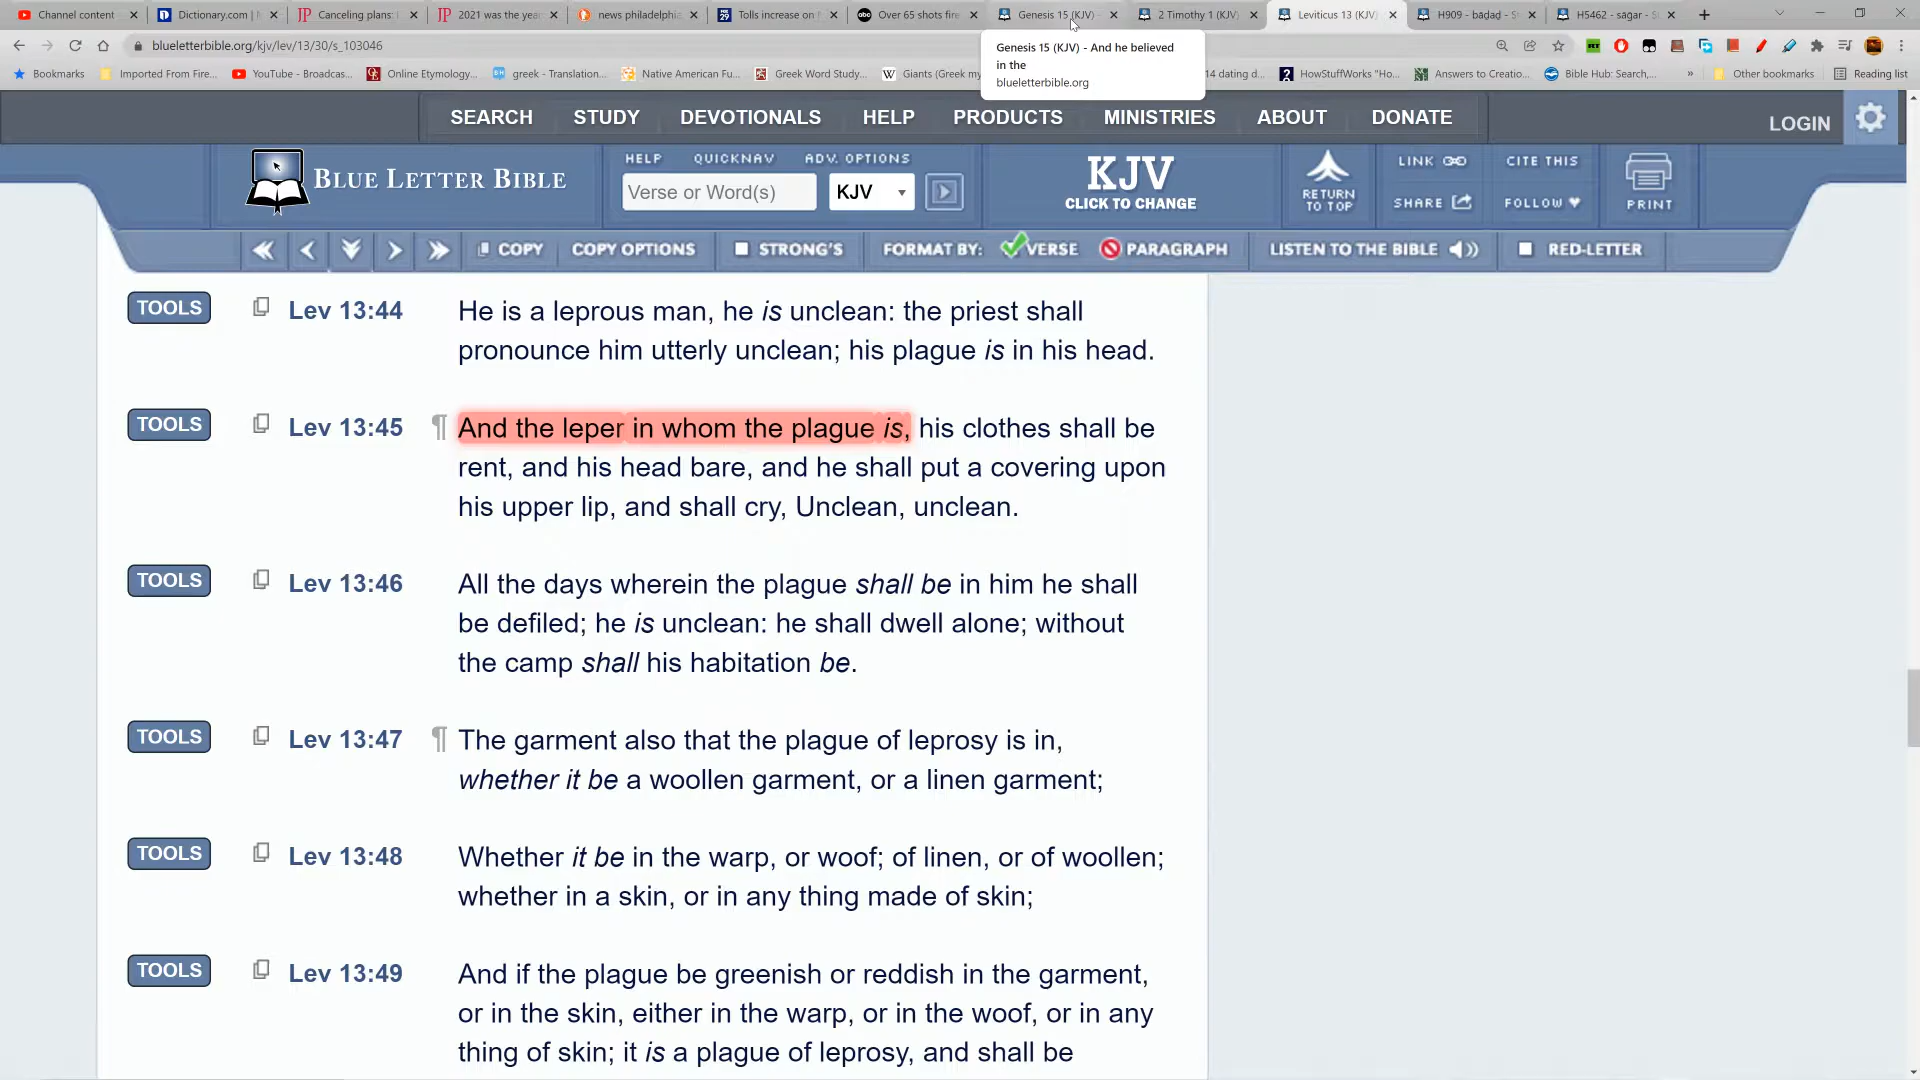 Channel content
Dictionary.com |
Canceling plans:
2021 was the year
news philadelphia
Tolls increase on
Over 65 shots fire
Genesis 15 (KJV) -
2 Timothy 1 (KJV)
Leviticus 13 (KJV)
H909 - bāḏaḏ - S
H5462 - sāḡar - S
blueletterbible.org/kjv/lev/13/30/s_103046
Genesis 15 (KJV) - And he believed
in the
blueletterbible.org
Bookmarks
Imported From Fire...
YouTube - Broadcas...
Online Etymology...
greek - Translation...
Native American Fu...
Greek Word Study...
Giants (Greek my
14 dating d...
HowStuffWorks "Ho...
Answers to Creatio...
Bible Hub: Search,...
»
Other bookmarks
Reading list
SEARCH
STUDY
DEVOTIONALS
HELP
PRODUCTS
MINISTRIES
ABOUT
DONATE
LOGIN
BLUE LETTER BIBLE
HELP QUICKNAV ADV. OPTIONS
Verse or Word(s)
KJV
KJV
CLICK TO CHANGE
RETURN
TO TOP
LINK
CITE THIS
SHARE
FOLLOW
PRINT
COPY
COPY OPTIONS
STRONG'S
FORMAT BY:
VERSE
PARAGRAPH
LISTEN TO THE BIBLE
RED-LETTER
TOOLS Lev 13:44 He is a leprous man, he is unclean: the priest shall
pronounce him utterly unclean; his plague is in his head.
TOOLS Lev 13:45 ¶ And the leper in whom the plague is, his clothes shall be
rent, and his head bare, and he shall put a covering upon
his upper lip, and shall cry, Unclean, unclean.
TOOLS Lev 13:46 All the days wherein the plague shall be in him he shall
be defiled; he is unclean: he shall dwell alone; without
the camp shall his habitation be.
TOOLS Lev 13:47 ¶ The garment also that the plague of leprosy is in,
whether it be a woollen garment, or a linen garment;
TOOLS Lev 13:48 Whether it be in the warp, or woof; of linen, or of woollen;
whether in a skin, or in any thing made of skin;
TOOLS Lev 13:49 And if the plague be greenish or reddish in the garment,
or in the skin, either in the warp, or in the woof, or in any
thing of skin; it is a plague of leprosy, and shall be